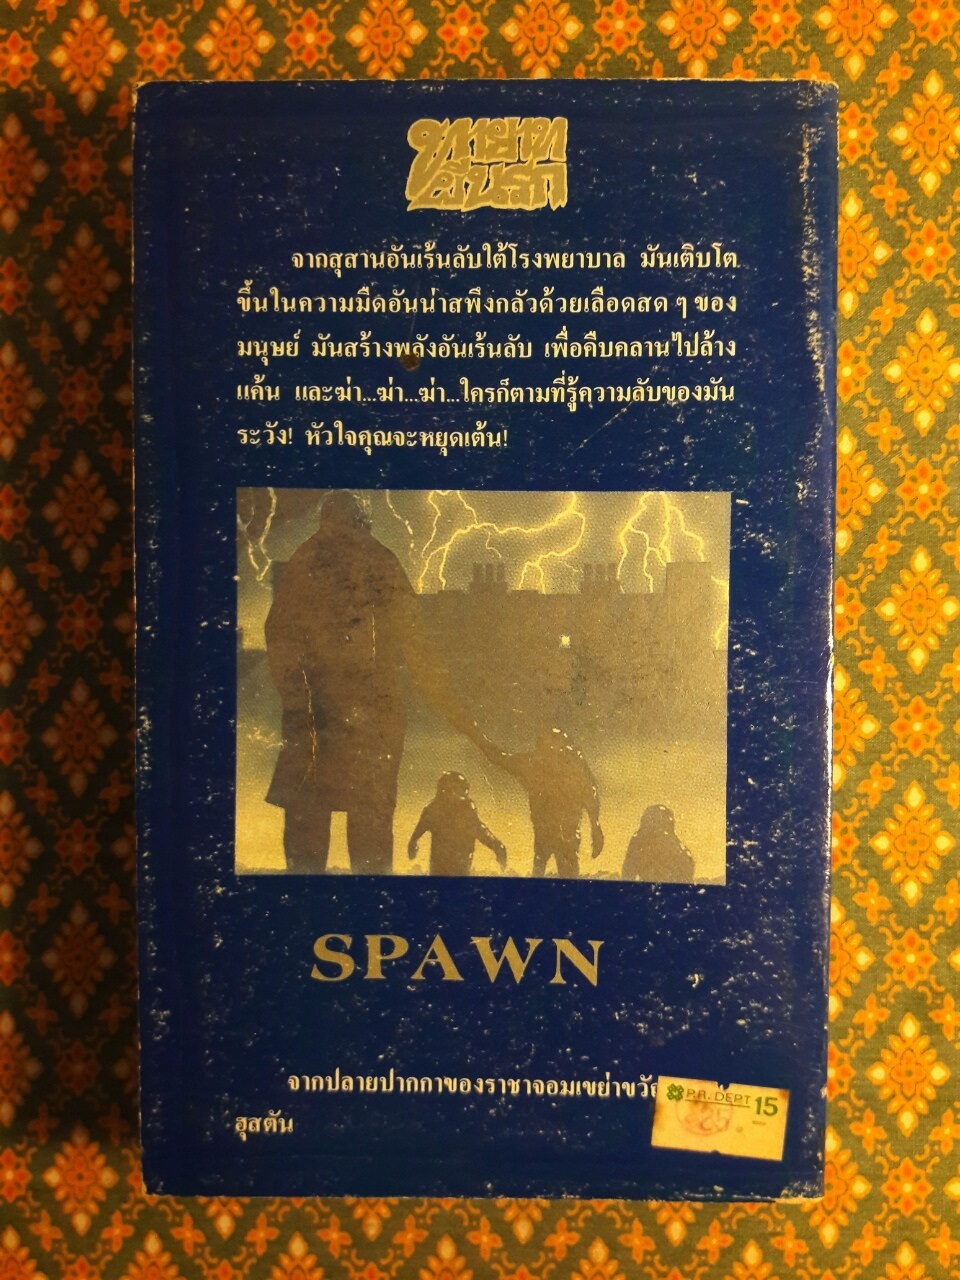 ทายาท
ผีนรก
จากสุสานอันเร้นลับใต้โรงพยาบาล มันเติบโต
ขึ้นในความมืดอันน่าสพึงกลัวด้วยเลือดสด ๆ ของ
มนุษย์ มันสร้างพลังอันเร้นลับ เพื่อคืบคลานไปล้าง
แค้น และฆ่า...ฆ่า...ฆ่า...ใครก็ตามที่รู้ความลับของมัน
ระวัง! หัวใจคุณจะหยุดเต้น!
SPAWN
จากปลายปากกาของราชาจอมเขย่าขวัญ
ฮุสตัน
P.R. DEPT 15